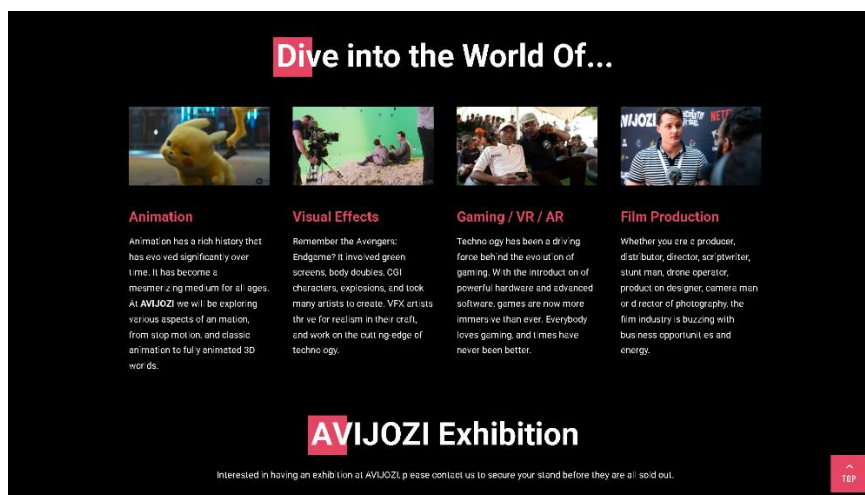 Dive into the World Of...
AVIJOZI
NET
Animation
Animation has a rich history that
has evolved significantly over
time. It has become a
mesmerizing medium for all ages.
At AVIJOZI we will be exploring
various aspects of animation,
from stop motion, and classic
animation to fully animated 3D
worlds.
Visual Effects
Remember the Avengers:
Endgame? It involved green
screens, body doubles, CGI
characters, explosions, and took
many artists to create. VFX artists
thrive for realism in their craft,
and work on the cutting-edge of
technology.
Gaming / VR / AR
Technology has been a driving
force behind the evolution of
gaming. With the introduction of
powerful hardware and advanced
software, games are now more
immersive than ever. Everybody
loves gaming, and times have
never been better.
Film Production
Whether you are a producer,
distributor, director, scriptwriter,
stunt man, drone operator,
production designer, camera man
or director of photography, the
film industry is buzzing with
business opportunities and
energy.
AVIJOZI Exhibition
Interested in having an exhibition at AVIJOZI, please contact us to secure your stand before they are all sold out.
TOP